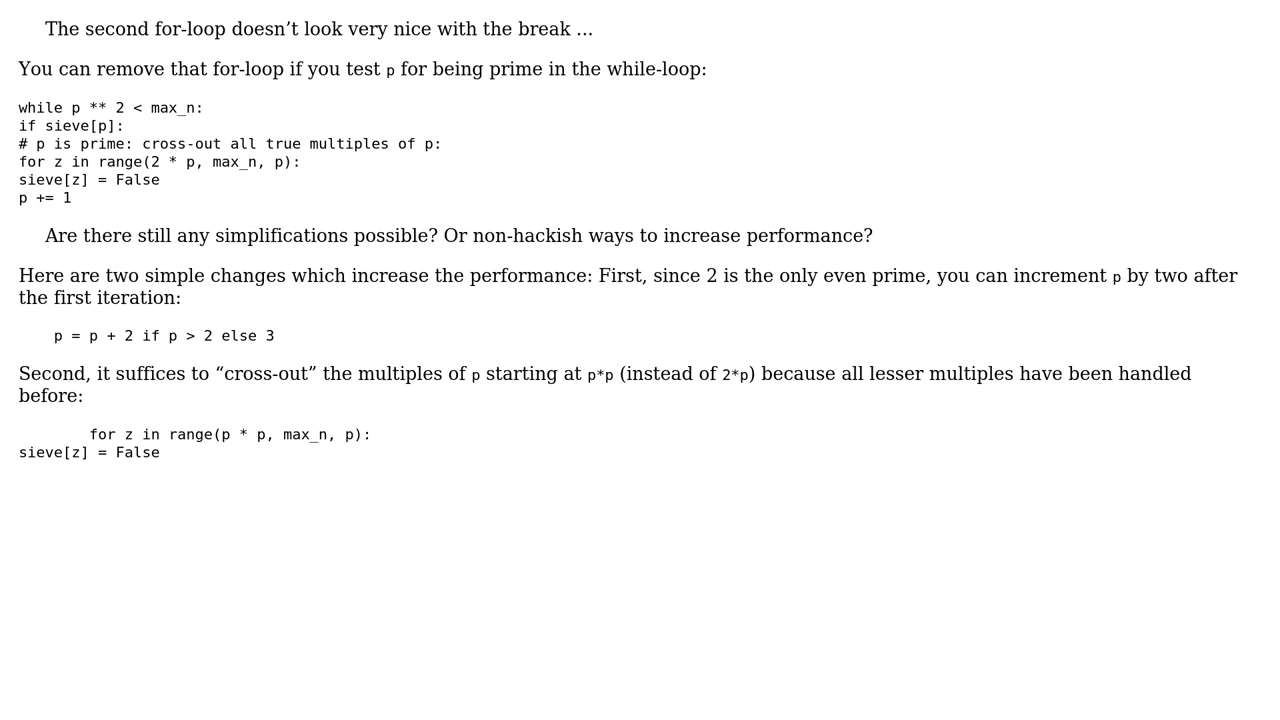 The second for-loop doesn’t look very nice with the break ...
You can remove that for-loop if you test p for being prime in the while-loop:
while p ** 2 < max_n:
if sieve[p]:
# p is prime: cross-out all true multiples of p:
for z in range(2 * p, max_n, p):
sieve[z] = False
p += 1
Are there still any simplifications possible? Or non-hackish ways to increase performance?
Here are two simple changes which increase the performance: First, since 2 is the only even prime, you can increment p by two after
the first iteration:
p = p + 2 if p > 2 else 3
Second, it suffices to “cross-out” the multiples of p starting at p*p (instead of 2*p) because all lesser multiples have been handled
before:
for z in range(p * p, max_n, p):
sieve[z] = False